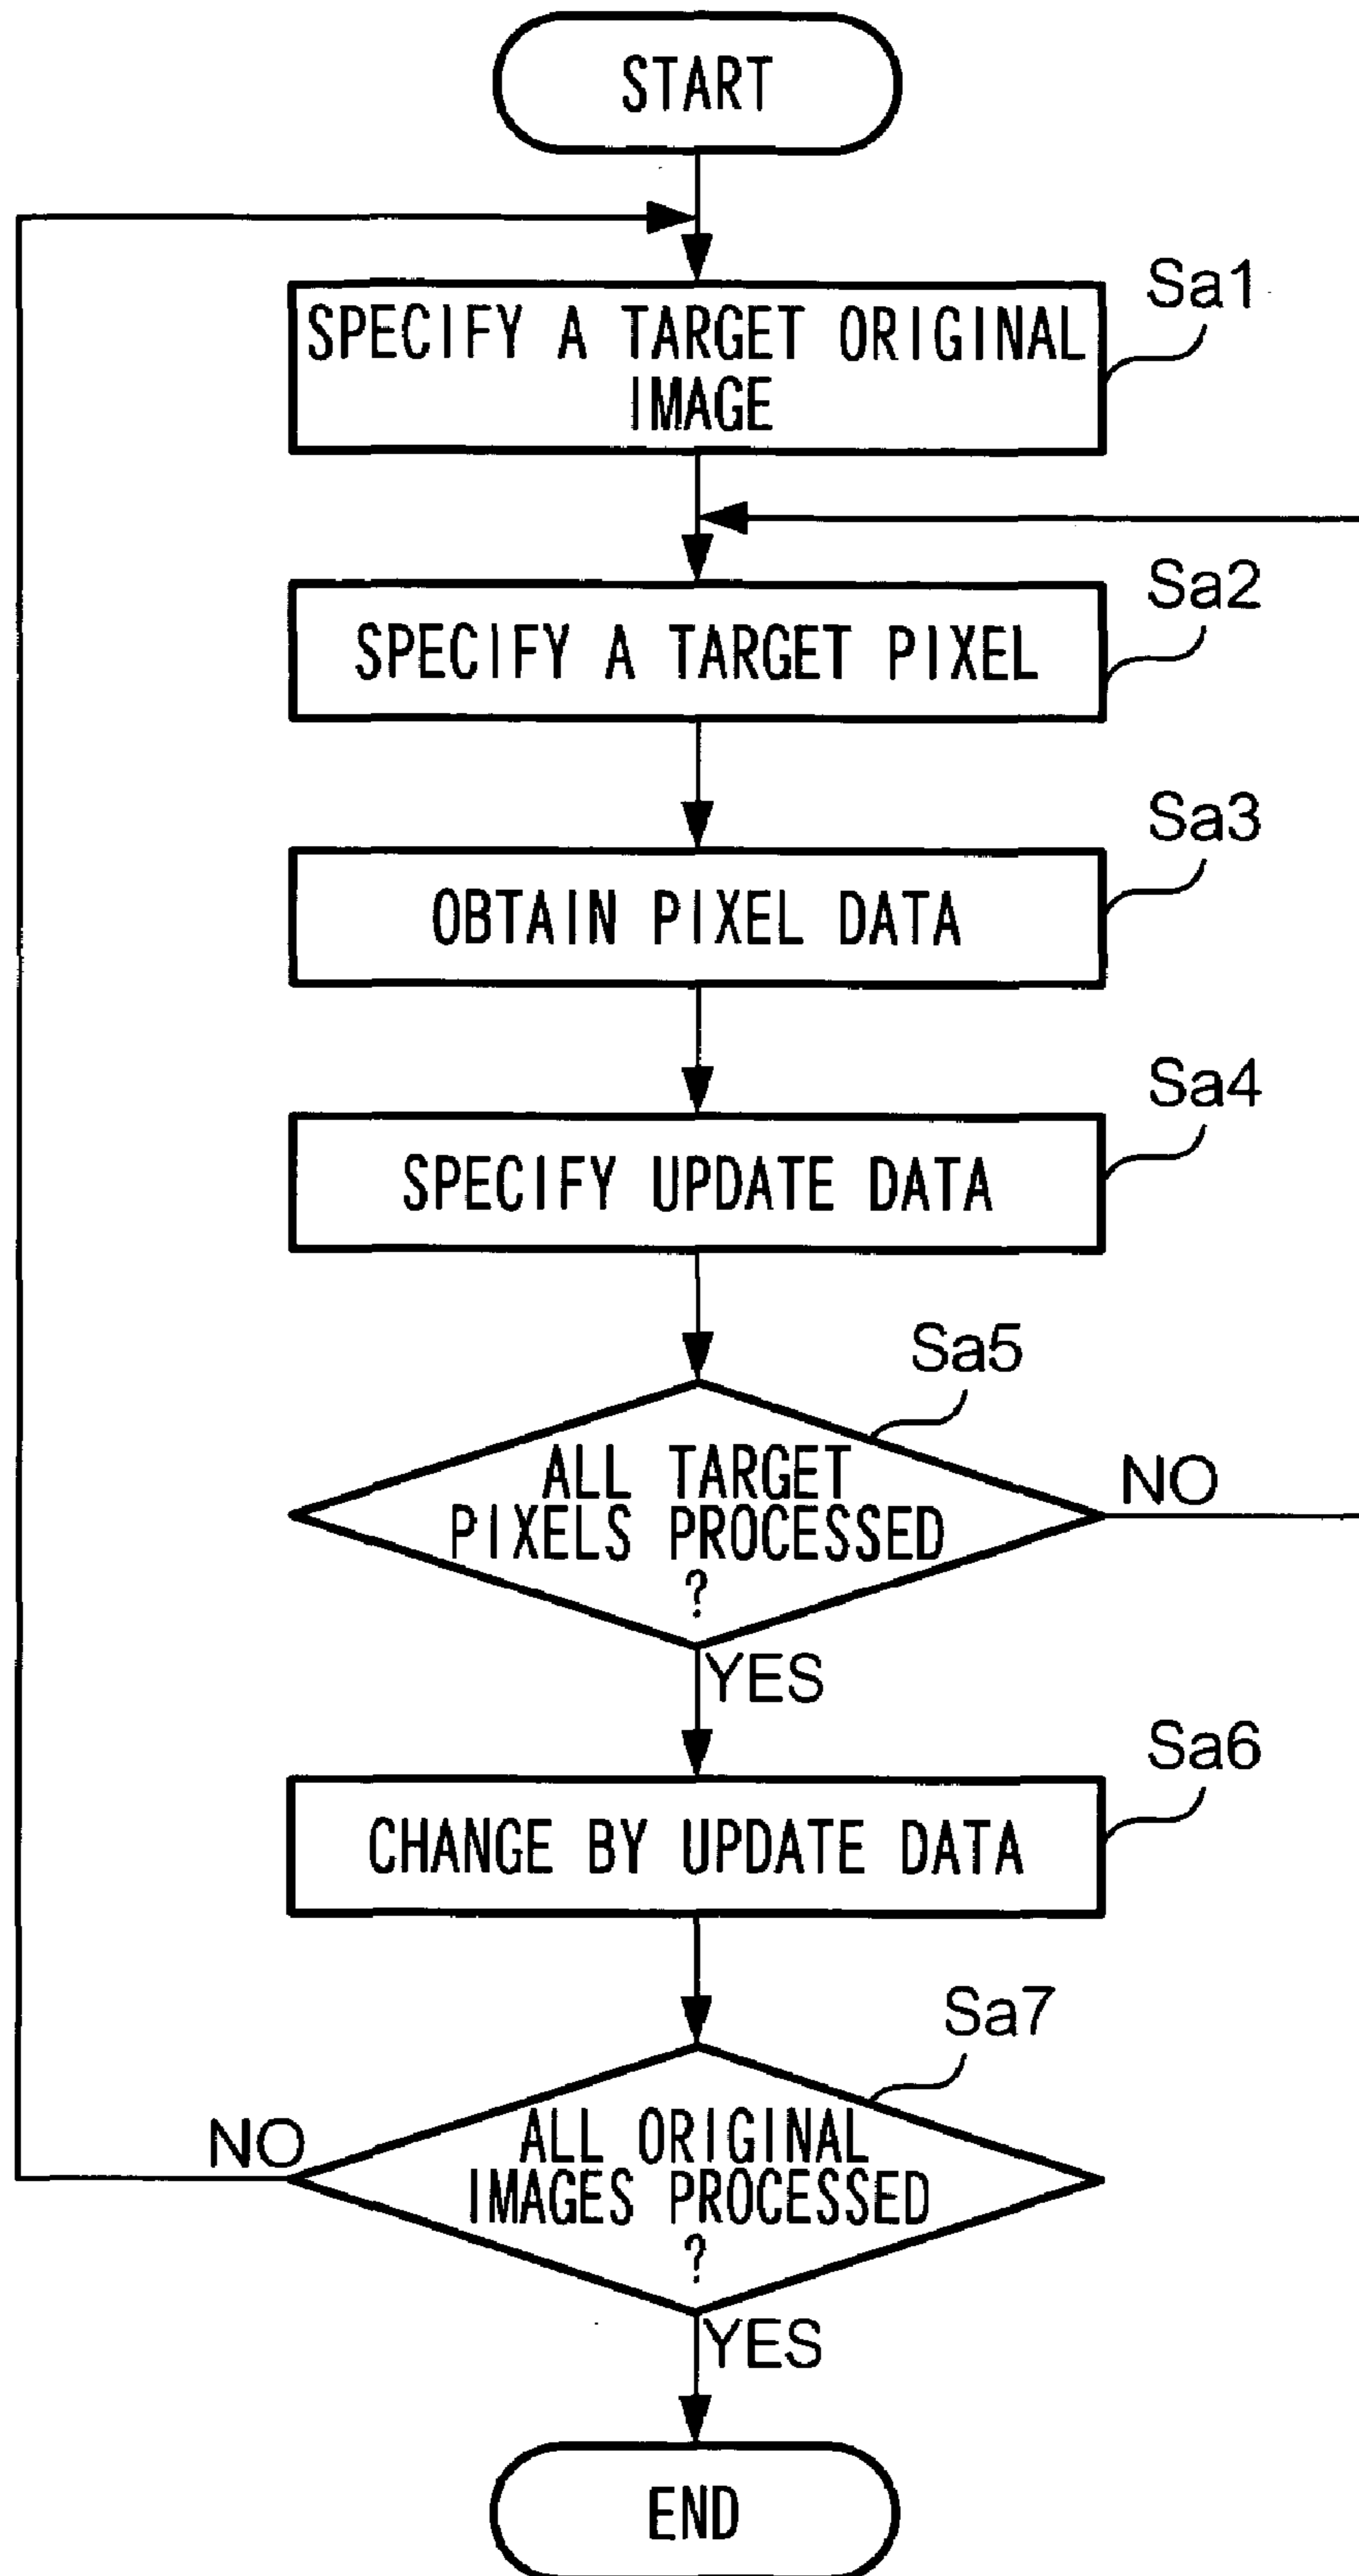 START
Sa1
SPECIFY A TARGET ORIGINAL
IMAGE
Sa2
SPECIFY A TARGET PIXEL
Sa3
OBTAIN PIXEL DATA
Sa4
SPECIFY UPDATE DATA
Sa5
ALL TARGET
PIXELS PROCESSED
?
NO
YES
Sa6
CHANGE BY UPDATE DATA
Sa7
ALL ORIGINAL
IMAGES PROCESSED
?
NO
YES
END